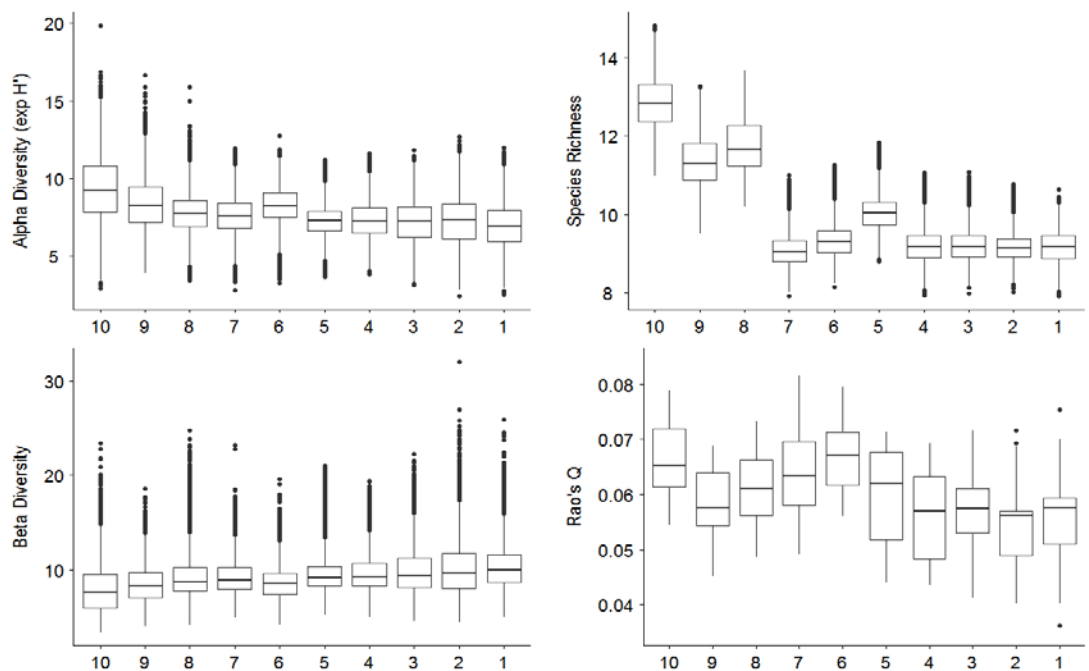 Alpha Diversity (exp H')
20
15
10
5
10 9 8 7 6 5 4 3 2 1
Species Richness
14
12
10
8
10 9 8 7 6 5 4 3 2 1
Beta Diversity
30
20
10
10 9 8 7 6 5 4 3 2 1
Rao's Q
0.08
0.07
0.06
0.05
0.04
10 9 8 7 6 5 4 3 2 1